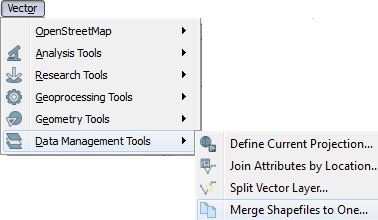 Vector
OpenStreetMap
Analysis Tools
Research Tools
Geoprocessing Tools
Geometry Tools
Data Management Tools
Define Current Projection...
Join Attributes by Location...
Split Vector Layer...
Merge Shapefiles to One...